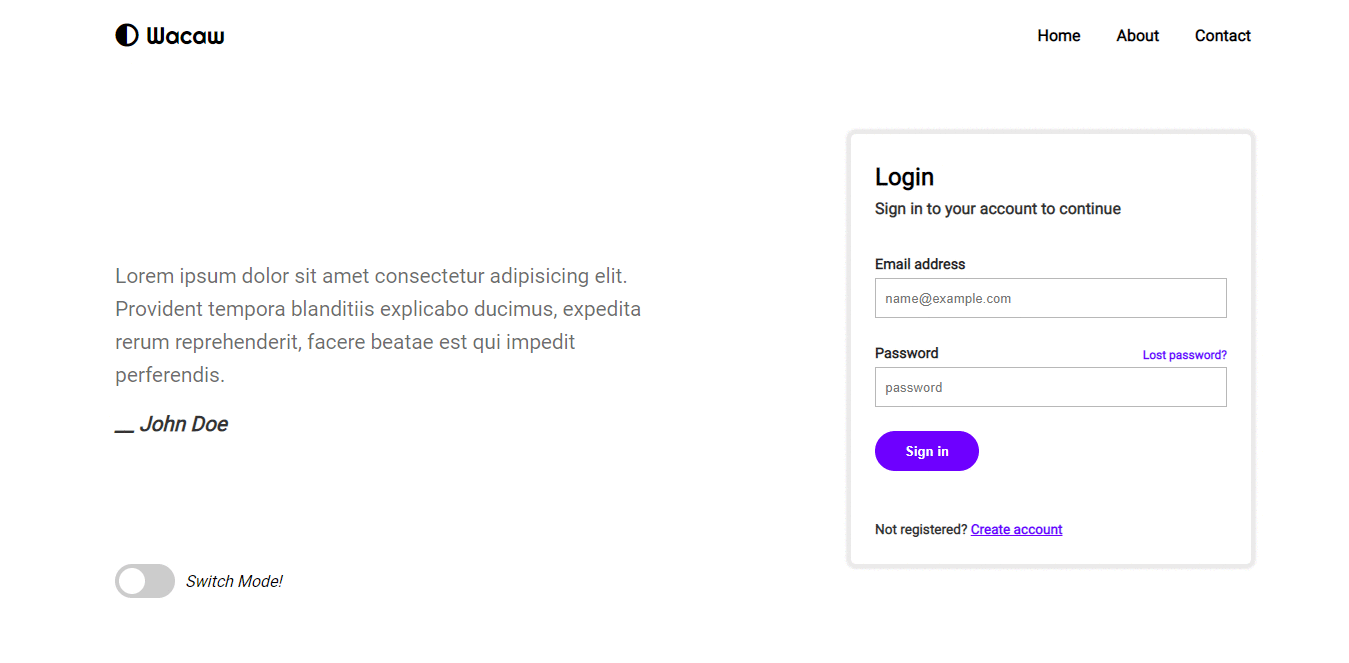 Wacaw
Home
About
Contact
Lorem ipsum dolor sit amet consectetur adipisicing elit.
Provident tempora blanditiis explicabo ducimus, expedita
rerum reprehenderit, facere beatae est qui impedit
perferendis.
__ John Doe
Switch Mode!
Login
Sign in to your account to continue
Email address
name@example.com
Password
Lost password?
password
Sign in
Not registered? Create account